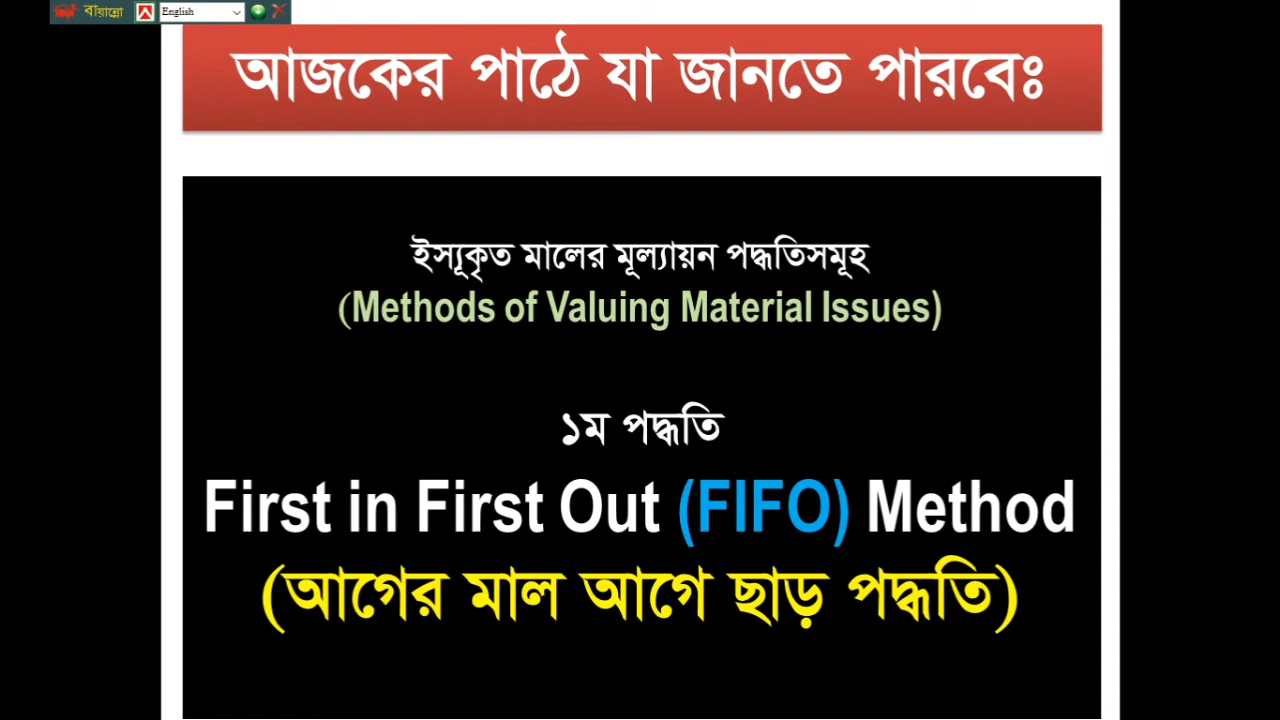 বায়ান্নো English
আজকের পাঠে যা জানতে পারবেঃ
ইস্যূকৃত মালের মূল্যায়ন পদ্ধতিসমূহ
(Methods of Valuing Material Issues)
১ম পদ্ধতি
First in First Out (FIFO) Method
(আগের মাল আগে ছাড় পদ্ধতি)